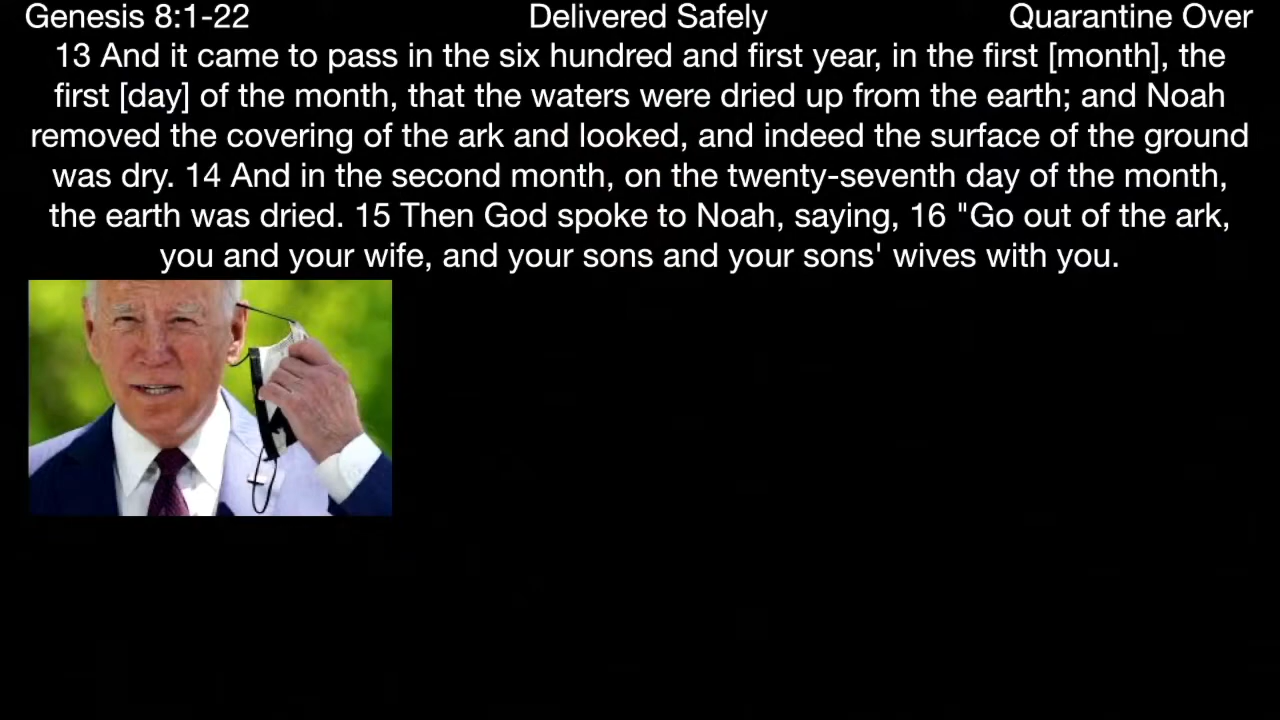 Genesis 8:1-22 Delivered Safely Quarantine Over
13 And it came to pass in the six hundred and first year, in the first [month], the
first [day] of the month, that the waters were dried up from the earth; and Noah
removed the covering of the ark and looked, and indeed the surface of the ground
was dry. 14 And in the second month, on the twenty-seventh day of the month,
the earth was dried. 15 Then God spoke to Noah, saying, 16 "Go out of the ark,
you and your wife, and your sons and your sons' wives with you.